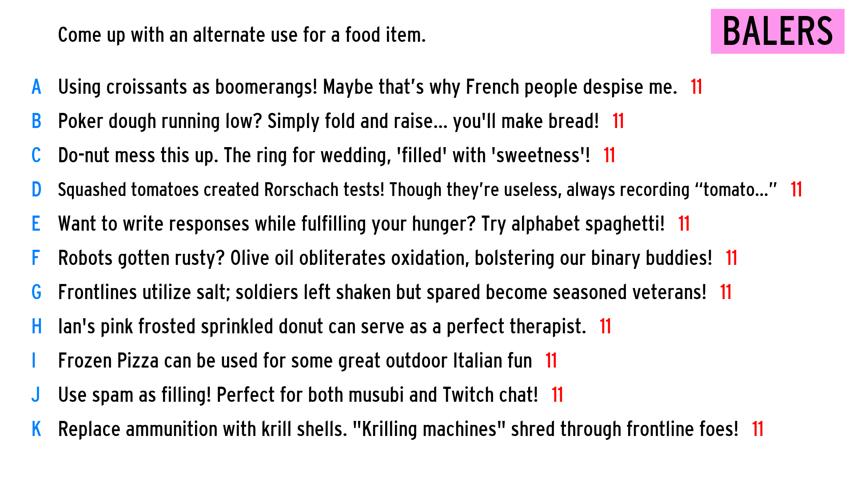 Come up with an alternate use for a food item.
BALERS
A Using croissants as boomerangs! Maybe that’s why French people despise me. 11
B Poker dough running low? Simply fold and raise... you'll make bread! 11
C Do-nut mess this up. The ring for wedding, 'filled' with 'sweetness'! 11
D Squashed tomatoes created Rorschach tests! Though they’re useless, always recording “tomato...” 11
E Want to write responses while fulfilling your hunger? Try alphabet spaghetti! 11
F Robots gotten rusty? Olive oil obliterates oxidation, bolstering our binary buddies! 11
G Frontlines utilize salt; soldiers left shaken but spared become seasoned veterans! 11
H Ian's pink frosted sprinkled donut can serve as a perfect therapist. 11
I Frozen Pizza can be used for some great outdoor Italian fun 11
J Use spam as filling! Perfect for both musubi and Twitch chat! 11
K Replace ammunition with krill shells. "Krilling machines" shred through frontline foes! 11